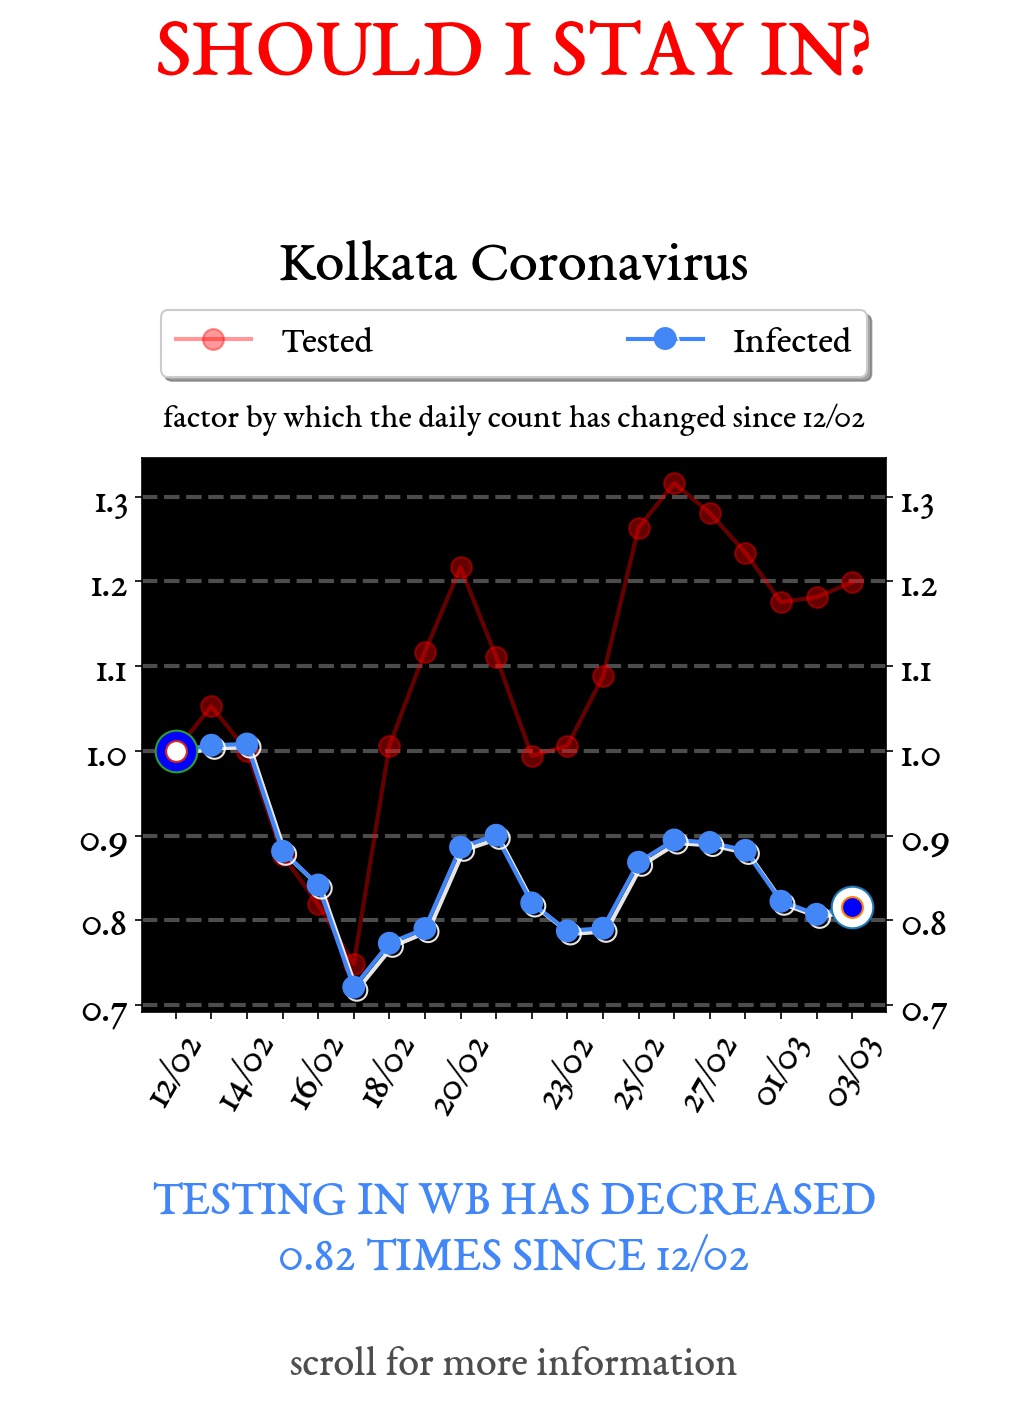 SHOULD I STAY IN?
Kolkata Coronavirus
Tested Infected
factor by which the daily count has changed since 12/02
1.3 1.3
1.2 1.2
1.1 1.1
1.0 1.0
0.9 0.9
0.8 0.8
0.7 0.7
12/02 14/02 16/02 18/02 20/02 23/02 25/02 27/02 01/03 03/03
TESTING IN WB HAS DECREASED
0.82 TIMES SINCE 12/02
scroll for more information